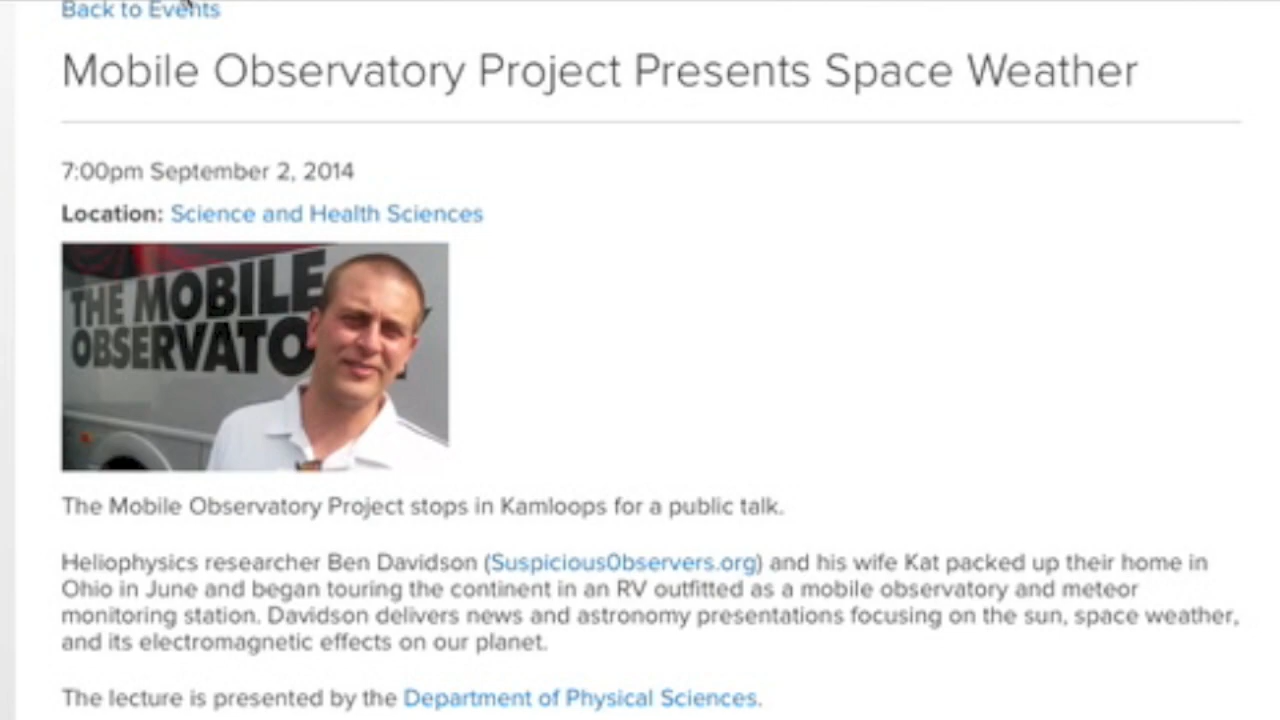 Back to Events
Mobile Observatory Project Presents Space Weather
7:00pm September 2, 2014
Location: Science and Health Sciences
THE MOBILE
OBSERVATO
The Mobile Observatory Project stops in Kamloops for a public talk.
Heliophysics researcher Ben Davidson (Suspicious0bservers.org) and his wife Kat packed up their home in
Ohio in June and began touring the continent in an RV outfitted as a mobile observatory and meteor
monitoring station. Davidson delivers news and astronomy presentations focusing on the sun, space weather,
and its electromagnetic effects on our planet.
The lecture is presented by the Department of Physical Sciences.